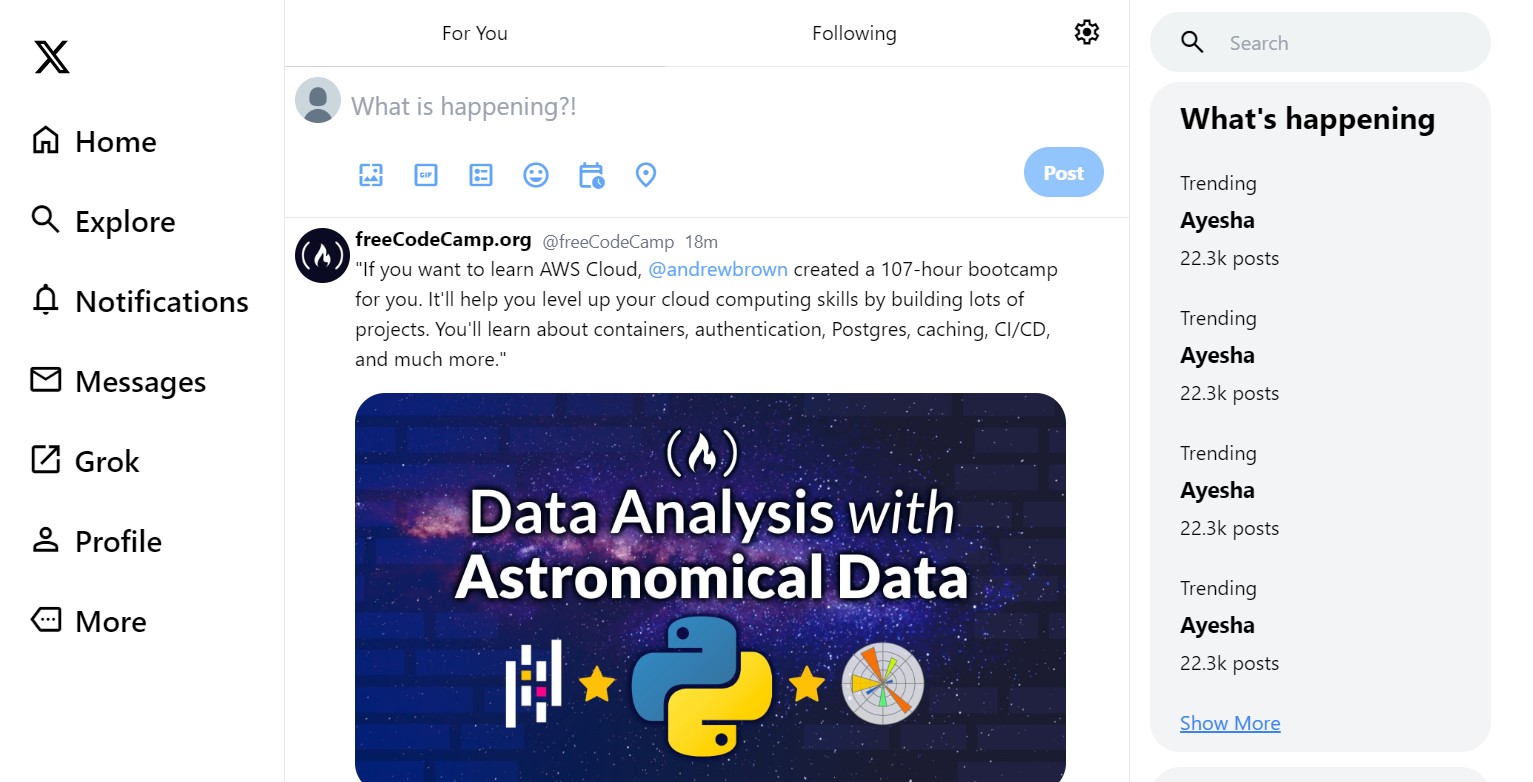 Home
Explore
Notifications
Messages
Grok
Profile
More
For You
Following
What is happening?!
GIF
Post
freeCodeCamp.org @freeCodeCamp 18m
"If you want to learn AWS Cloud, @andrewbrown created a 107-hour bootcamp
for you. It'll help you level up your cloud computing skills by building lots of
projects. You'll learn about containers, authentication, Postgres, caching, CI/CD,
and much more."
Data Analysis with
Astronomical Data
Search
What's happening
Trending
Ayesha
22.3k posts
Trending
Ayesha
22.3k posts
Trending
Ayesha
22.3k posts
Trending
Ayesha
22.3k posts
Show More